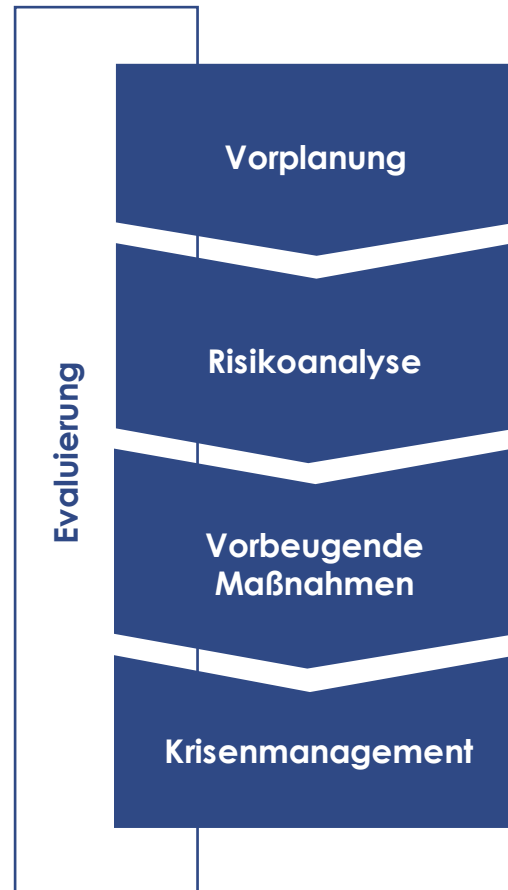 Vorplanung
Risikoanalyse
Evaluierung
Vorbeugende
Maßnahmen
Krisenmanagement